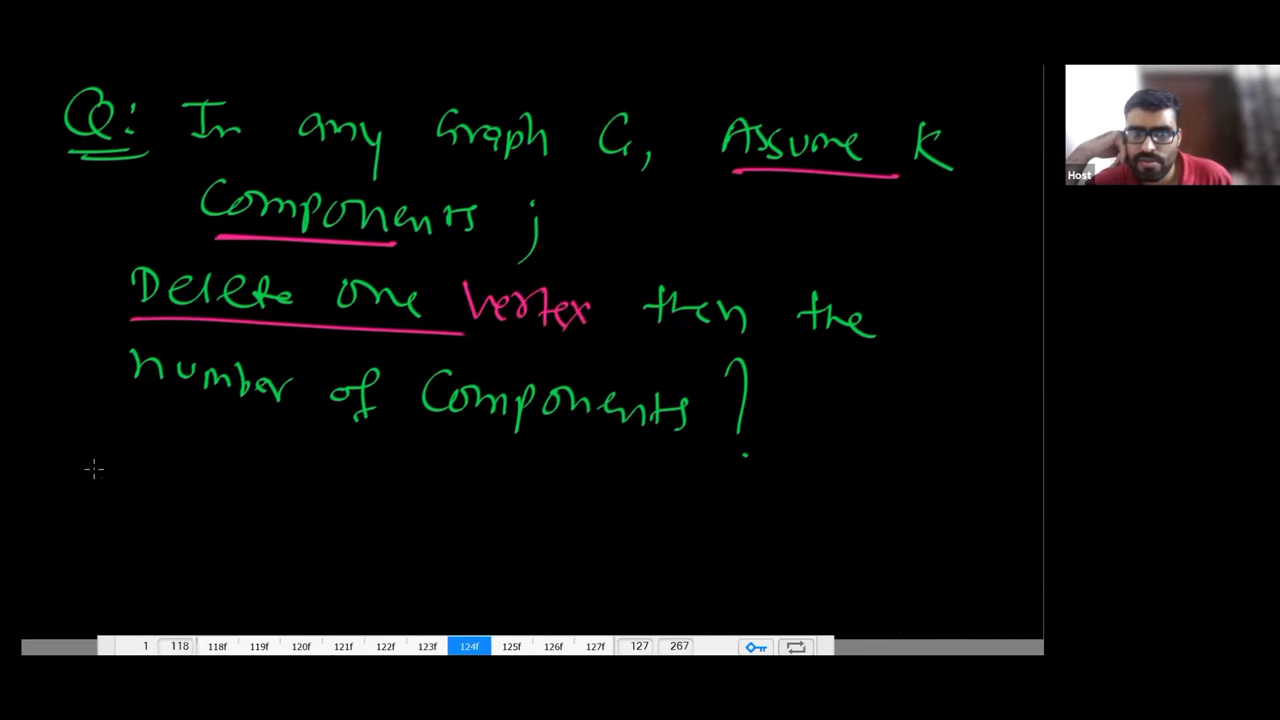 Q: In any Graph G, Assume K
Components ;
Delete one vertex then the
number of Components ?
Host
1 118 118f 119f 120f 121f 122f 123f 124f 125f 126f 127f 127 267